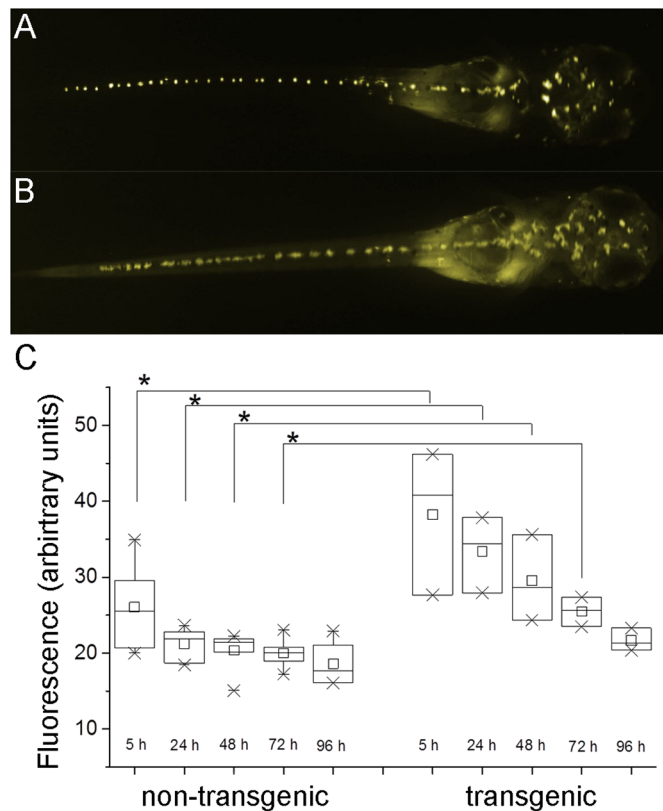 A
B
C
*
*
*
*
Fluorescence (arbirtrary units)
50
40
30
20
10
5 h 24 h 48 h 72 h 96 h 5 h 24 h 48 h 72 h 96 h
non-transgenic transgenic